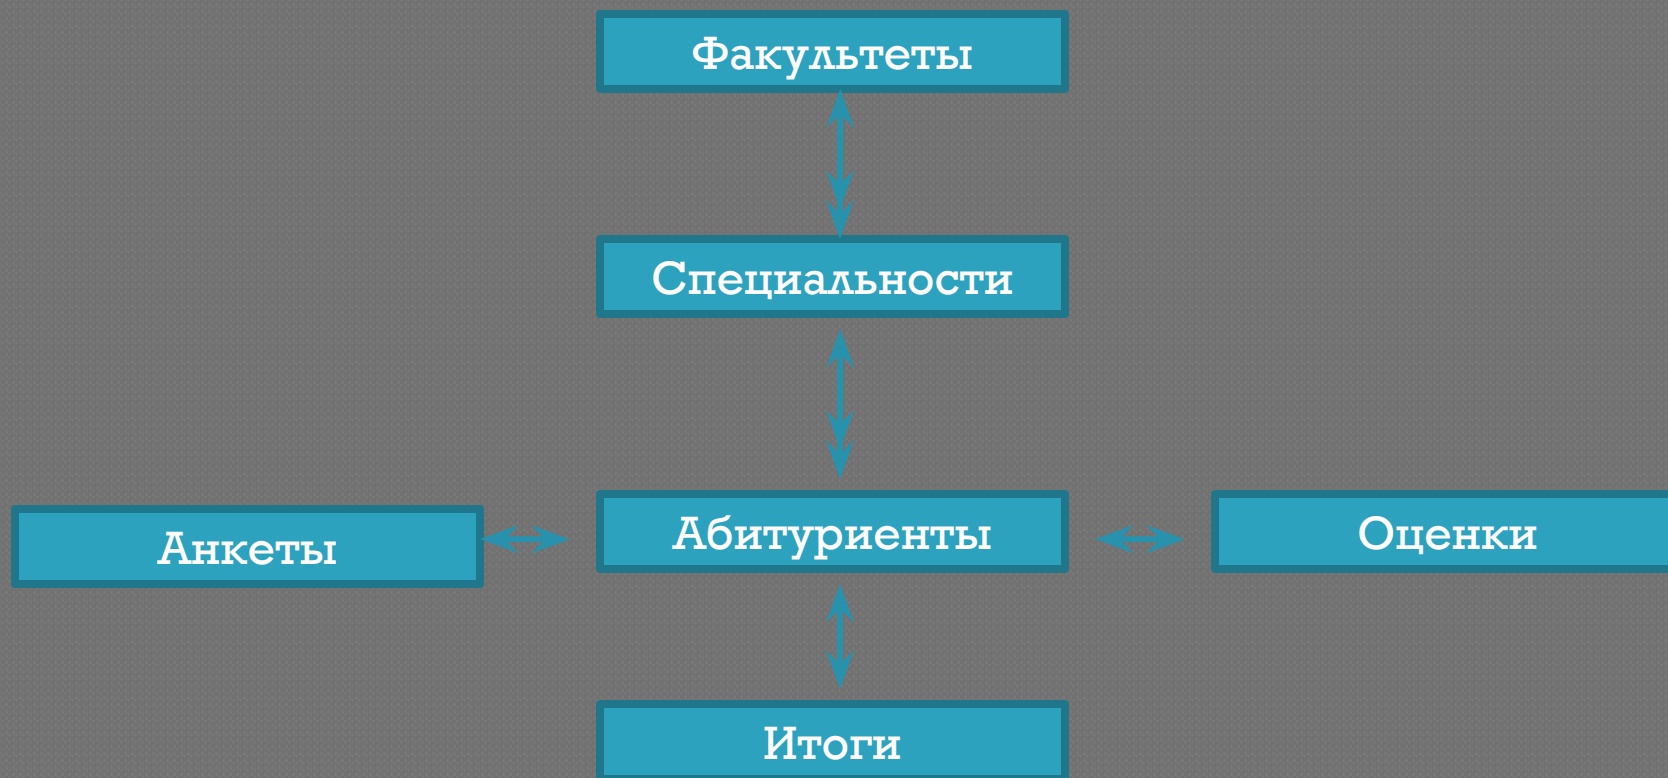 Факультеты
Специальности
Анкеты
Абитуриенты
Оценки
Итоги